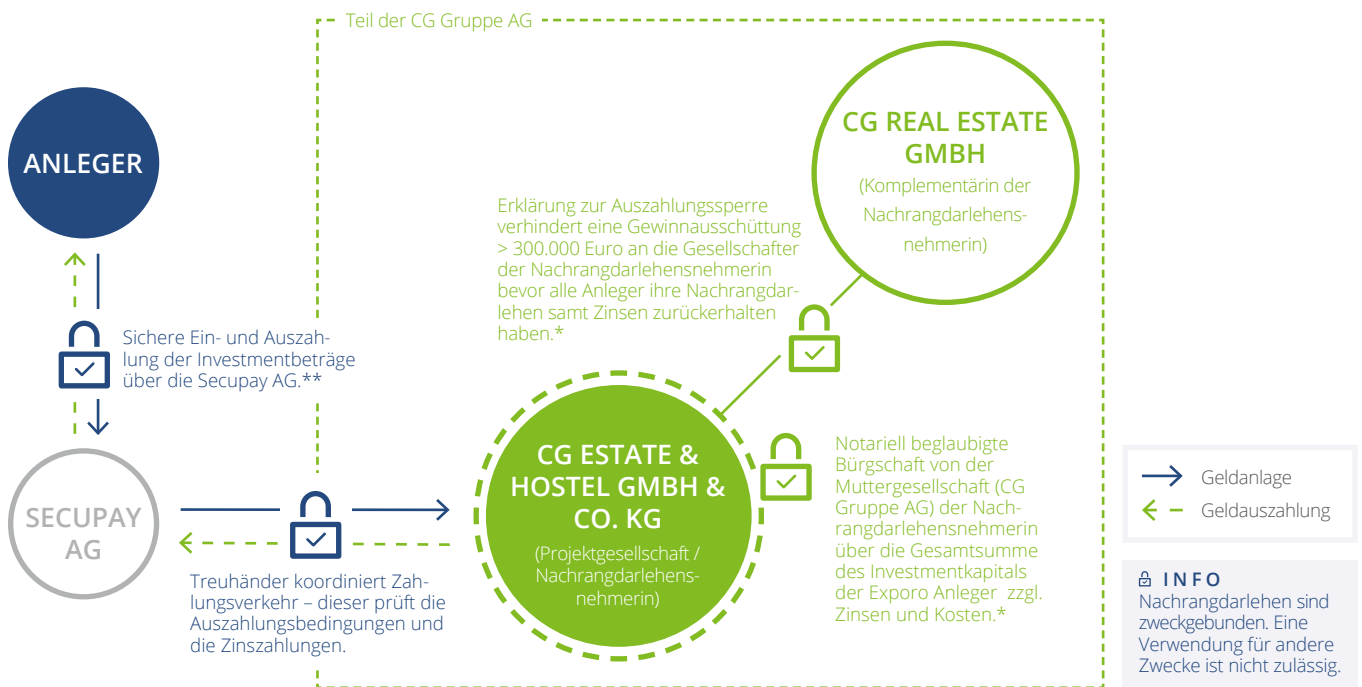 Teil der CG Gruppe AG
ANLEGER
CG REAL ESTATE
GMBH
(Komplementärin der
Nachrangdarlehens-
nehmerin)
Erklärung zur Auszahlungssperre
verhindert eine Gewinnausschüttung
> 300.000 Euro an die Gesellschafter
der Nachrangdarlehensnehmerin
bevor alle Anleger ihre Nachrangdar-
lehen samt Zinsen zurückerhalten
haben.*
Sichere Ein- und Auszah-
lung der Investmentbeträge
über die Secupay AG.**
SECUPAY
AG
CG ESTATE &
HOSTEL GMBH &
CO. KG
(Projektgesellschaft /
Nachrangdarlehens-
nehmerin)
Notariell beglaubigte
Bürgschaft von der
Muttergesellschaft (CG
Gruppe AG) der Nach-
rangdarlehensnehmerin
über die Gesamtsumme
des Investmentkapitals
der Exporo Anleger zzgl.
Zinsen und Kosten.*
Treuhänder koordiniert Zah-
lungsverkehr – dieser prüft die
Auszahlungsbedingungen und
die Zinszahlungen.
Geldanlage
Geldauszahlung
INFO
Nachrangdarlehen sind
zweckgebunden. Eine
Verwendung für andere
Zwecke ist nicht zulässig.